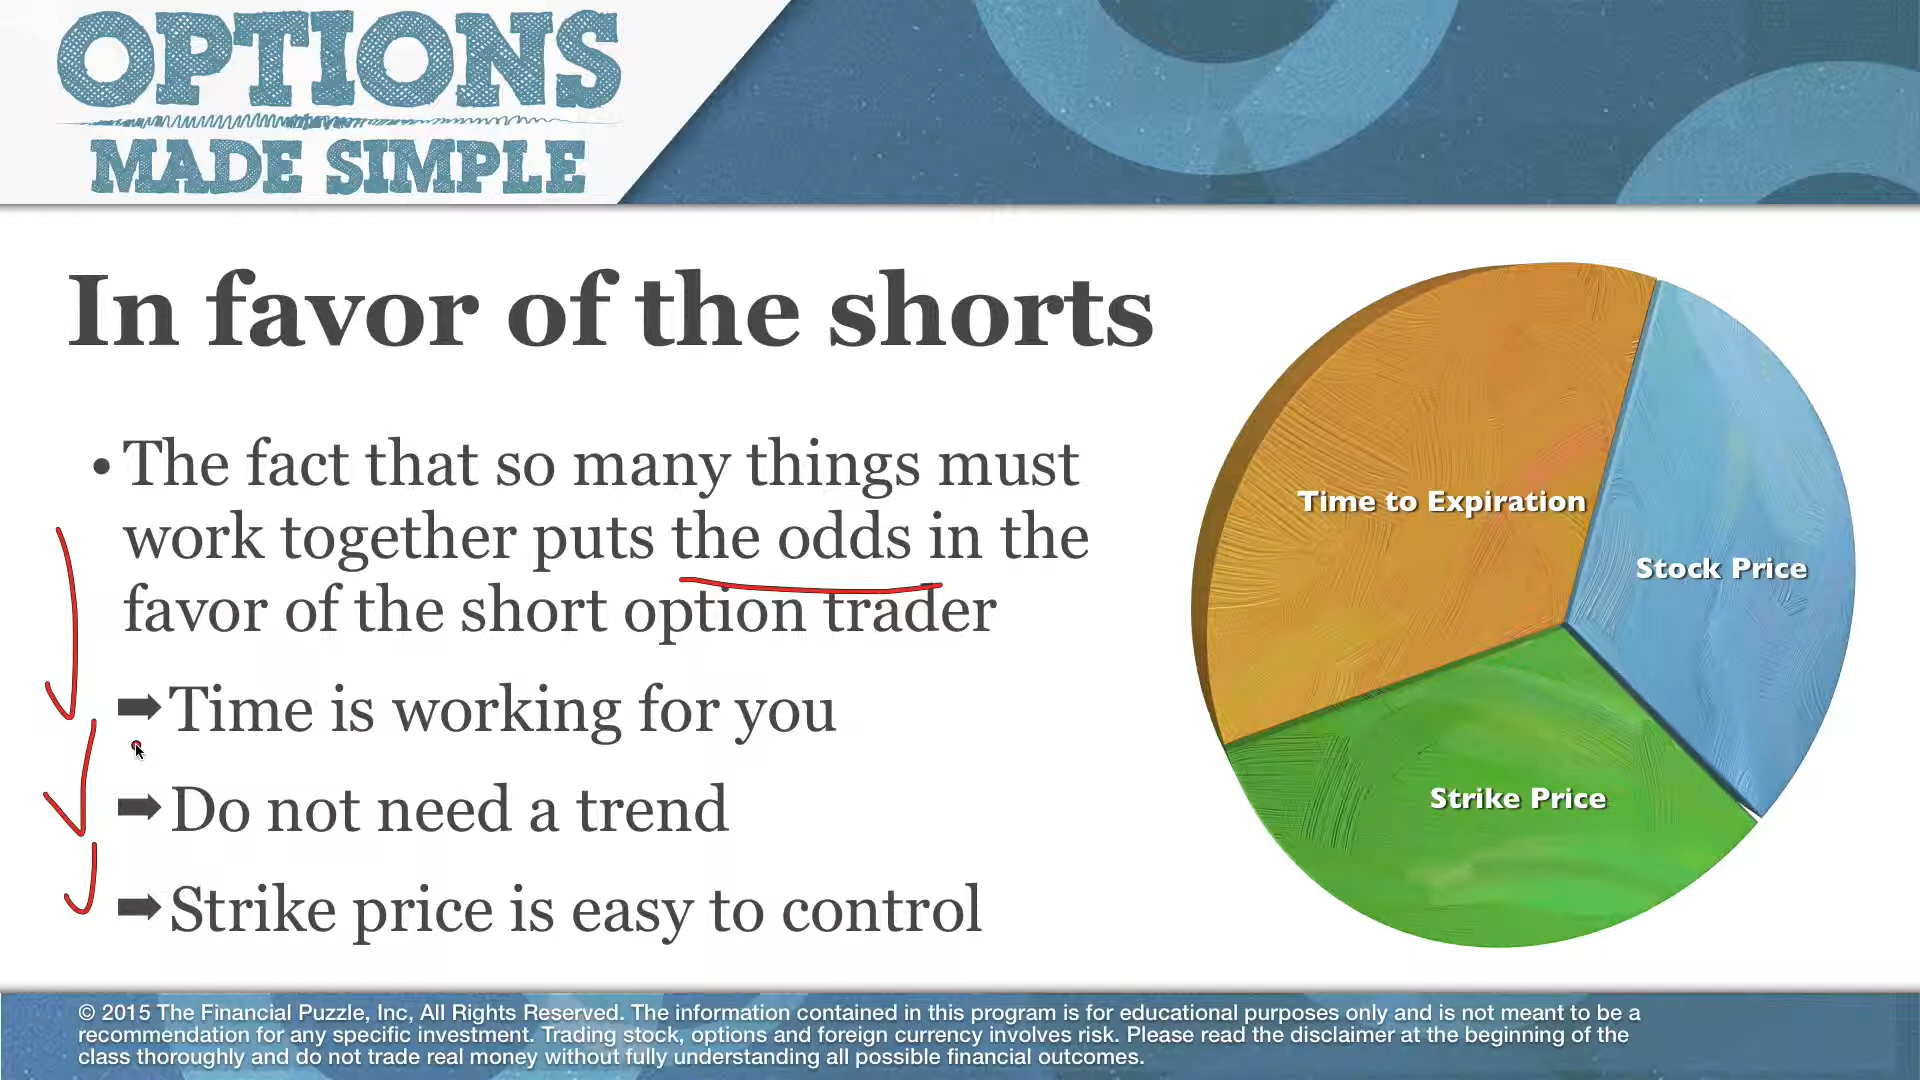 OPTIONS
MADE SIMPLE
In favor of the shorts
• The fact that so many things must
work together puts the odds in the
favor of the short option trader
➡Time is working for you
➡Do not need a trend
➡Strike price is easy to control
Time to Expiration
Stock Price
Strike Price
© 2015 The Financial Puzzle, Inc, All Rights Reserved. The information contained in this program is for educational purposes only and is not meant to be a
recommendation for any specific investment. Trading stock, options and foreign currency involves risk. Please read the disclaimer at the beginning of the
class thoroughly and do not trade real money without fully understanding all possible financial outcomes.